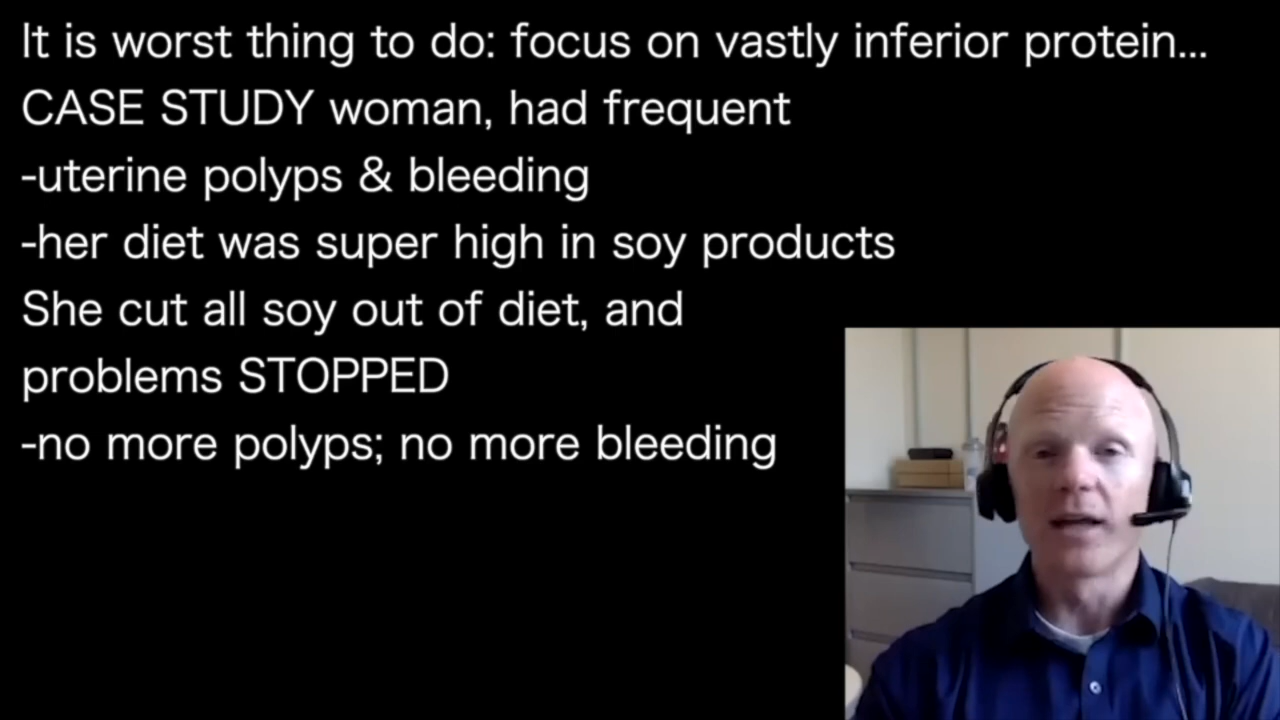 It is worst thing to do: focus on vastly inferior protein...
CASE STUDY woman, had frequent
-uterine polyps & bleeding
-her diet was super high in soy products
She cut all soy out of diet, and
problems STOPPED
-no more polyps; no more bleeding